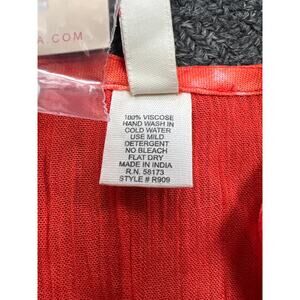 A.COM
100% VISCOSE
HAND WASH IN
COLD WATER
USE MILD
DETERGENT
NO BLEACH
FLAT DRY
MADE IN INDIA
R.N. 58173
STYLE # R909